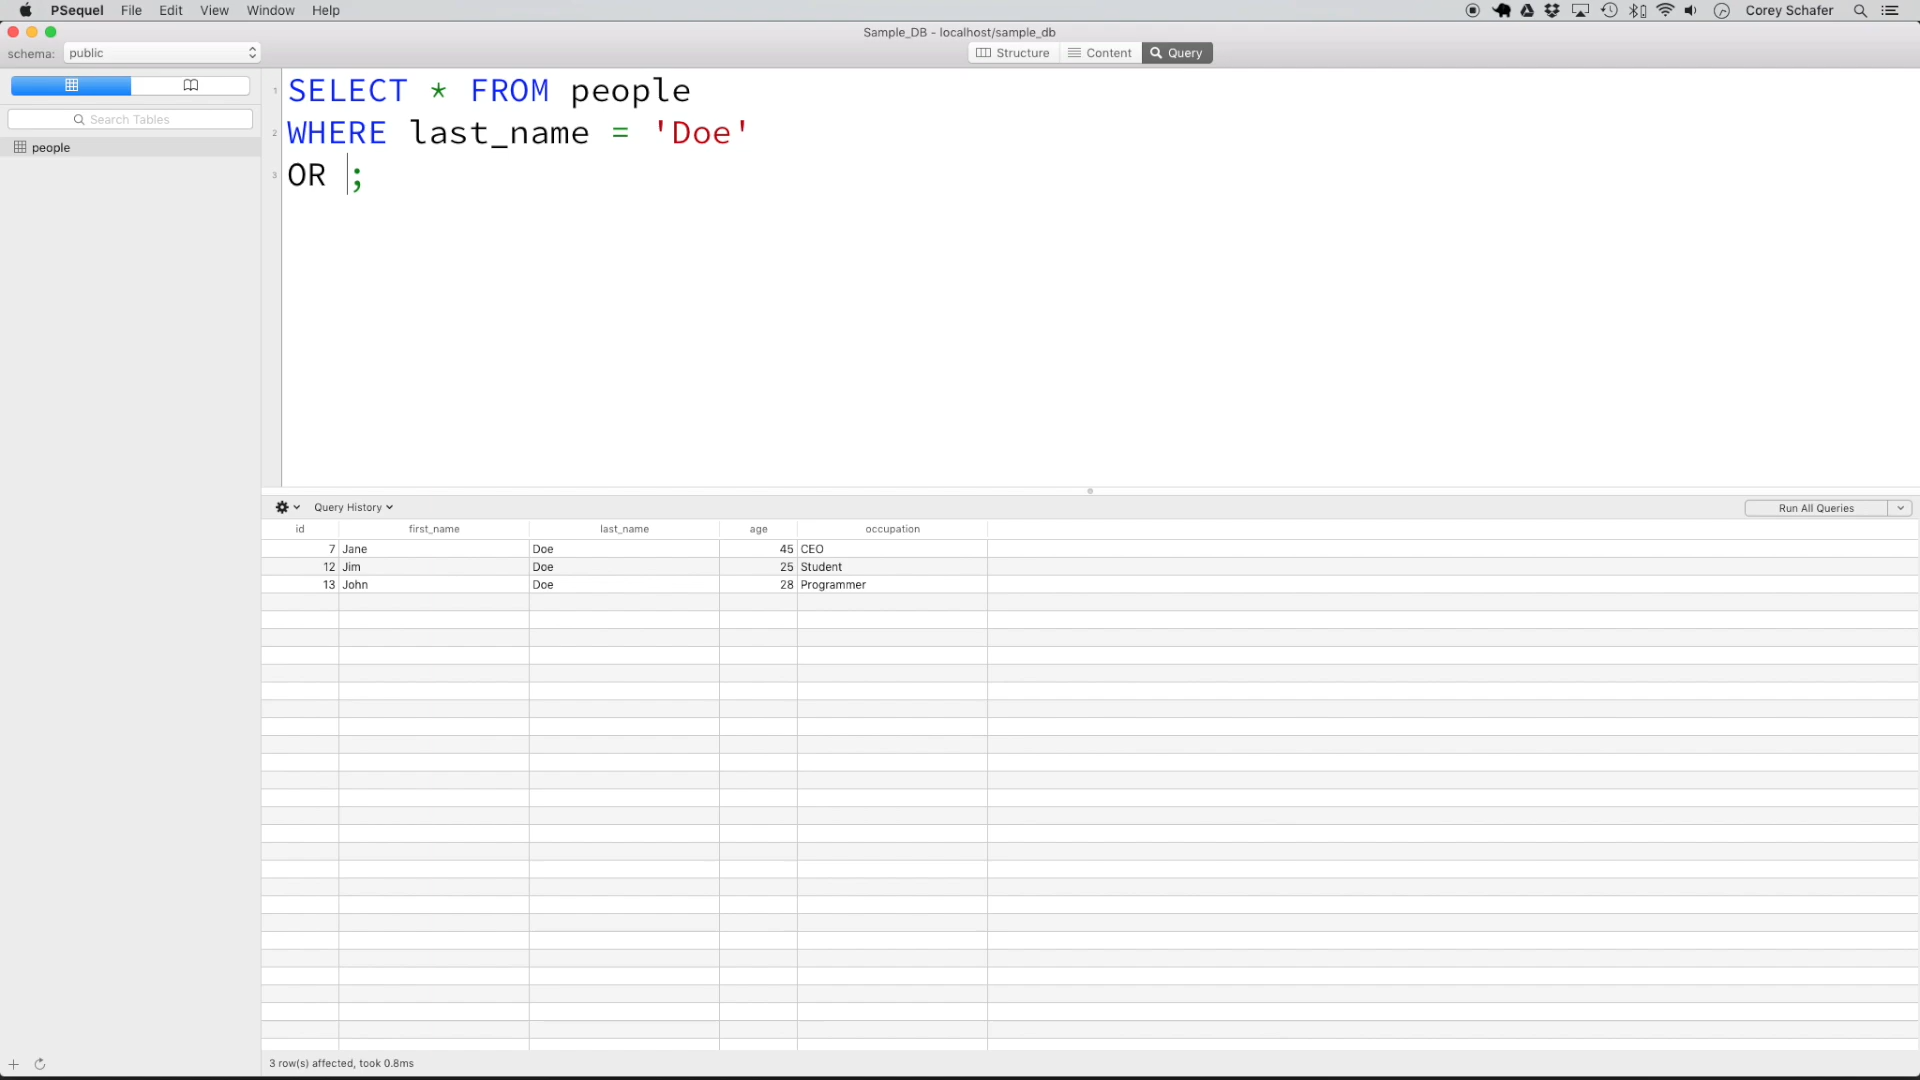 PSequel File Edit View Window Help Corey Schafer
Sample_DB - localhost/sample_db
schema: public Structure Content Query
Search Tables
people
1 SELECT * FROM people
2 WHERE last_name = 'Doe'
3 OR ;
Query History Run All Queries
id first_name last_name age occupation
7 Jane Doe 45 CEO
12 Jim Doe 25 Student
13 John Doe 28 Programmer
3 row(s) affected, took 0.8ms